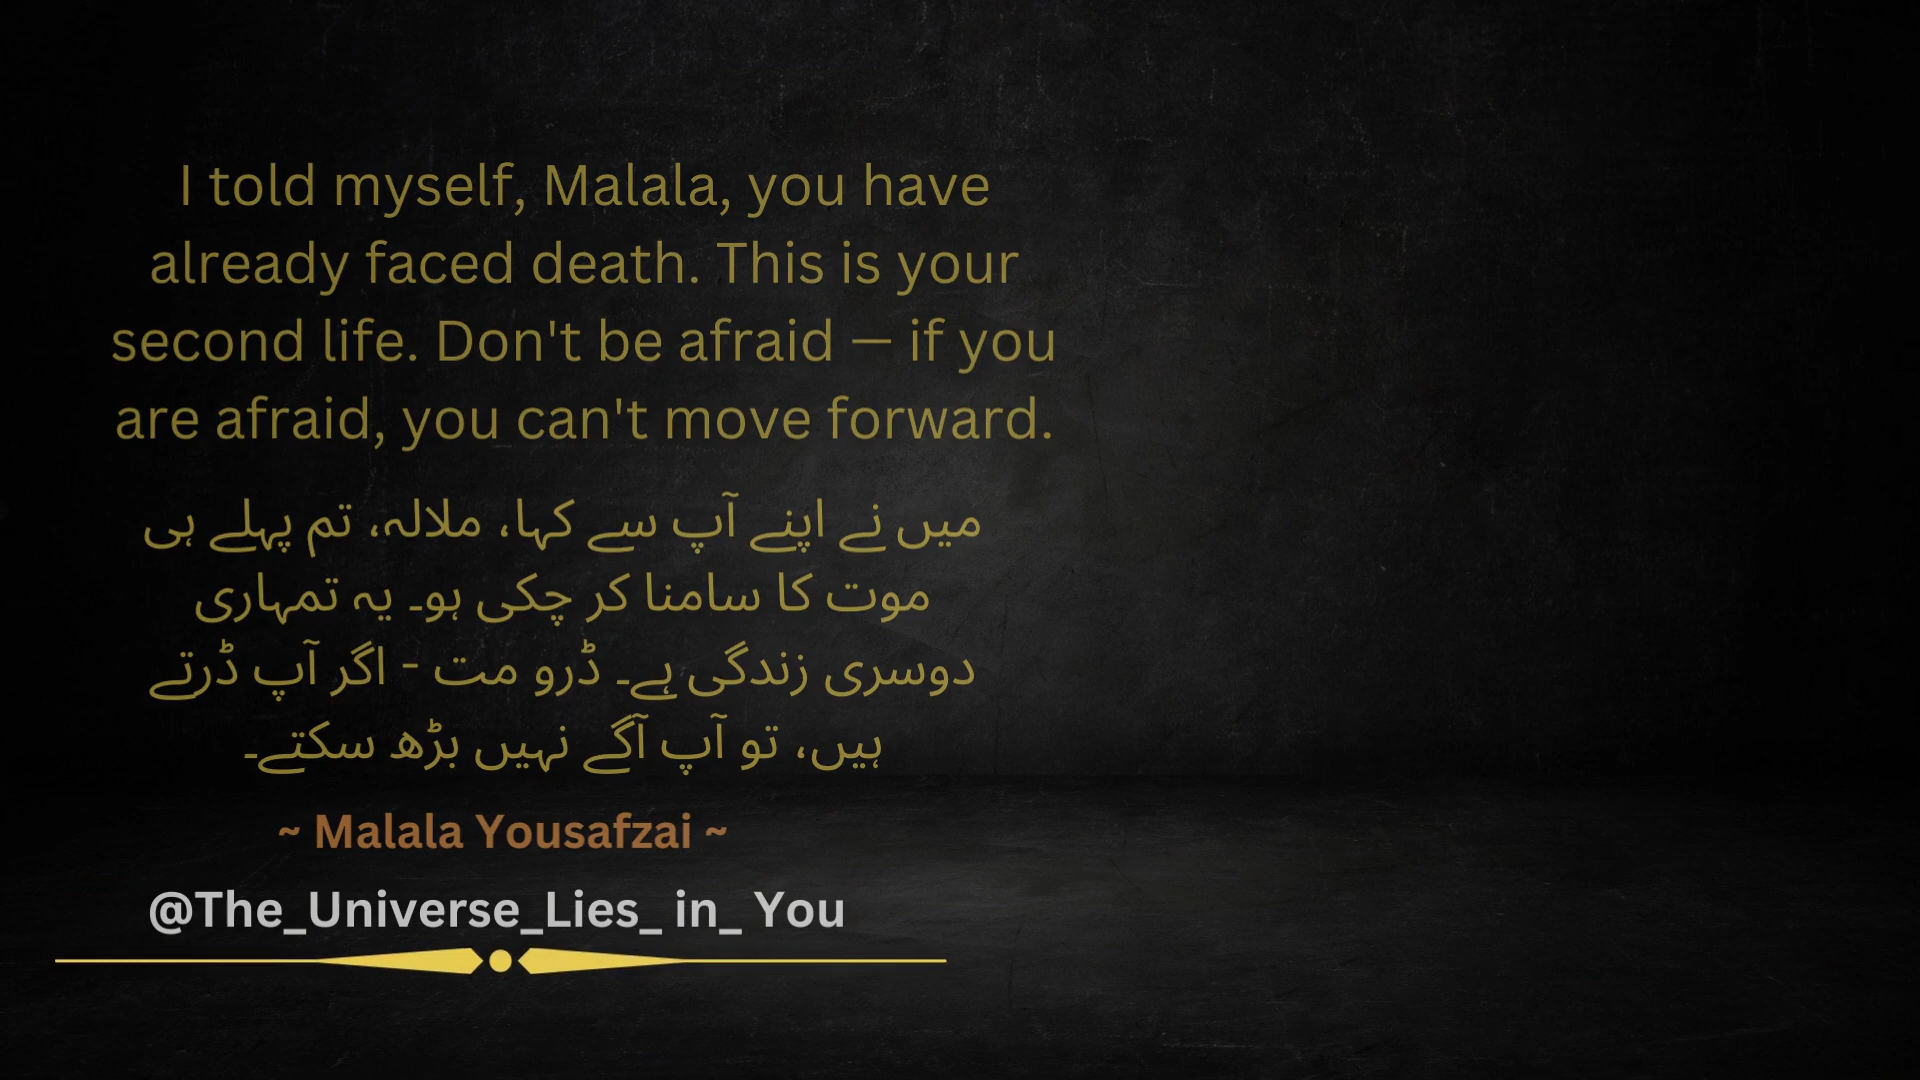 I told myself, Malala, you have
already faced death. This is your
second life. Don't be afraid — if you
are afraid, you can't move forward.
میں نے اپنے آپ سے کہا، ملالہ، تم پہلے ہی
موت کا سامنا کر چکی ہو۔ یہ تمہاری
دوسری زندگی ہے۔ ڈرو مت - اگر آپ ڈرتے
ہیں، تو آپ آگے نہیں بڑھ سکتے۔
~ Malala Yousafzai ~
@The_Universe_Lies_ in_ You